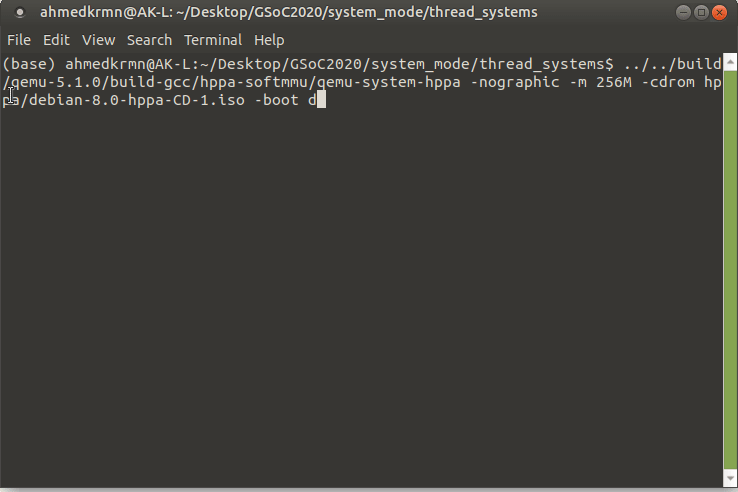 ahmedkrmn@AK-L: ~/Desktop/GSoC2020/system_mode/thread_systems
File Edit View Search Terminal Help
(base) ahmedkrmn@AK-L:~/Desktop/GSoC2020/system_mode/thread_systems$ ../../build
/qemu-5.1.0/build-gcc/hppa-softmmu/qemu-system-hppa -nographic -m 256M -cdrom hp
pa/debian-8.0-hppa-CD-1.iso -boot d